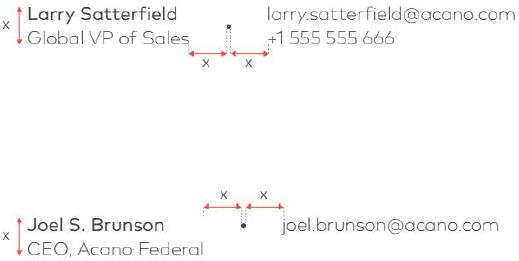 x Larry Satterfield larry.satterfield@acano.com
Global VP of Sales +1 555 555 666
x x
x x
x Joel S. Brunson joel.brunson@acano.com
CEO, Acano Federal